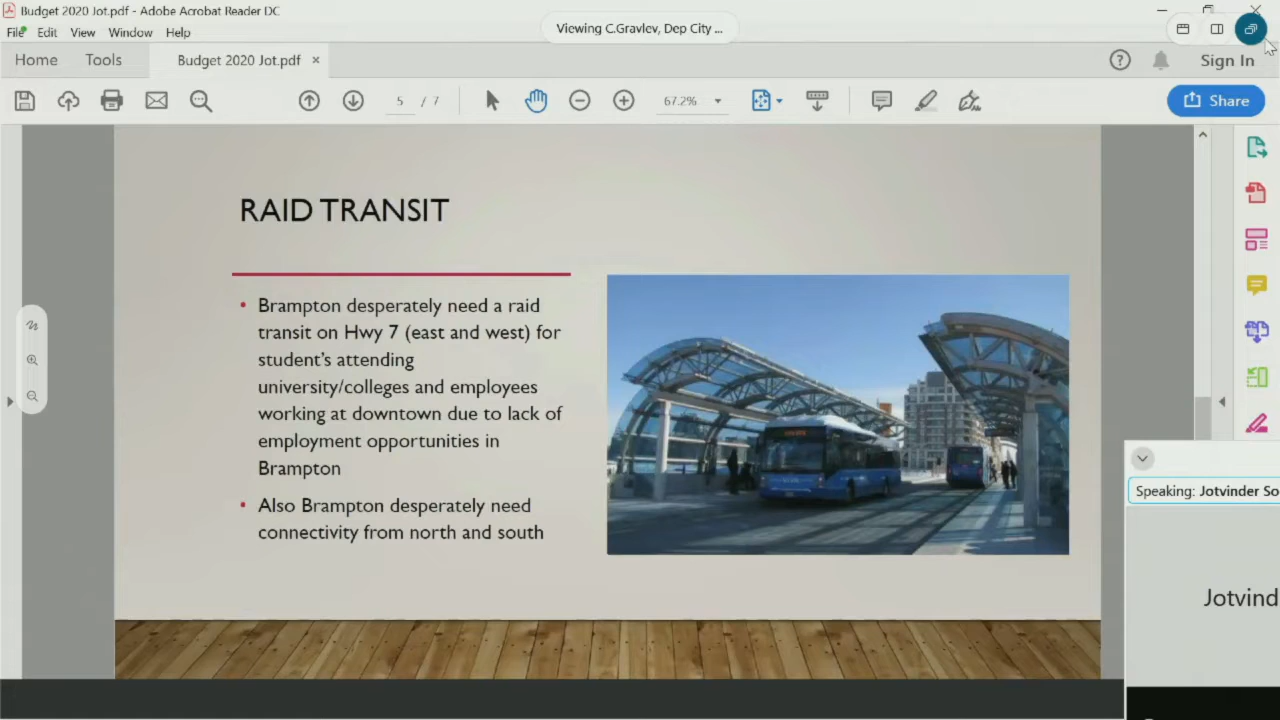 Budget 2020 Jot.pdf - Adobe Acrobat Reader DC
File Edit View Window Help
Viewing C.Gravlev, Dep City ...
Home Tools Budget 2020 Jot.pdf × Sign In
5 / 7 67.2% Share
RAID TRANSIT
• Brampton desperately need a raid
transit on Hwy 7 (east and west) for
student's attending
university/colleges and employees
working at downtown due to lack of
employment opportunities in
Brampton
• Also Brampton desperately need
connectivity from north and south
Speaking: Jotvinder So
Jotvind